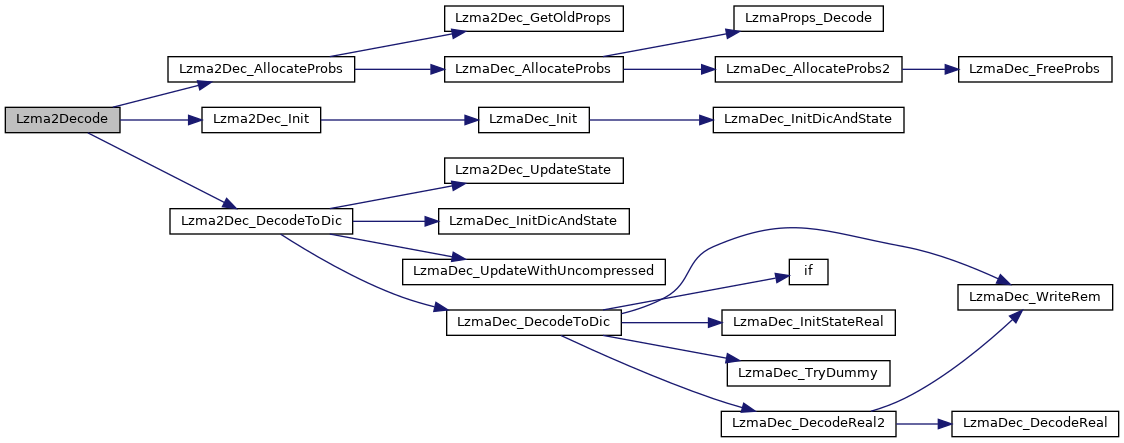 Lzma2Decode
Lzma2Dec_AllocateProbs
Lzma2Dec_GetOldProps
LzmaDec_AllocateProbs
LzmaProps_Decode
LzmaDec_AllocateProbs2
LzmaDec_FreeProbs
Lzma2Dec_Init
LzmaDec_Init
LzmaDec_InitDicAndState
Lzma2Dec_DecodeToDic
Lzma2Dec_UpdateState
LzmaDec_InitDicAndState
LzmaDec_UpdateWithUncompressed
LzmaDec_DecodeToDic
if
LzmaDec_WriteRem
LzmaDec_InitStateReal
LzmaDec_TryDummy
LzmaDec_DecodeReal2
LzmaDec_DecodeReal